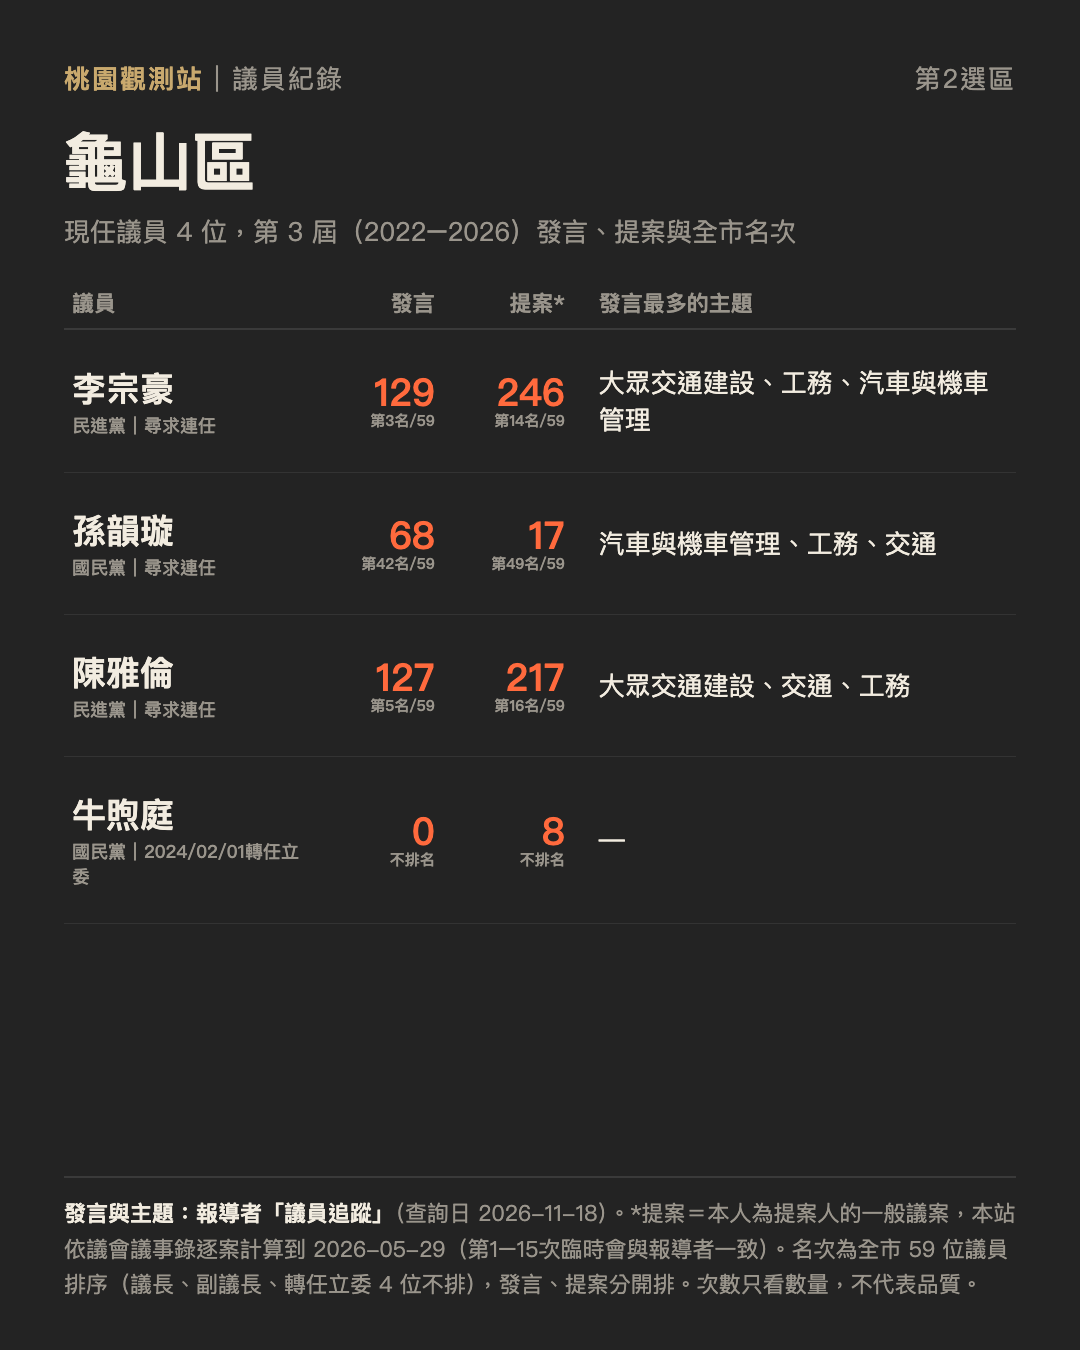 桃園觀測站｜議員紀錄
第2選區
龜山區
現任議員 4 位，第 3 屆（2022—2026）發言、提案與全市名次
議員 發言 提案* 發言最多的主題
李宗豪
民進黨｜尋求連任
129
第3名/59
246
第14名/59
大眾交通建設、工務、汽車與機車
管理
孫韻璇
國民黨｜尋求連任
68
第42名/59
17
第49名/59
汽車與機車管理、工務、交通
陳雅倫
民進黨｜尋求連任
127
第5名/59
217
第16名/59
大眾交通建設、交通、工務
牛煦庭
國民黨｜2024/02/01轉任立
委
0
不排名
8
不排名
—
發言與主題：報導者「議員追蹤」（查詢日 2026-11-18）。*提案＝本人為提案人的一般議案，本站
依議會議事錄逐案計算到 2026-05-29（第1—15次臨時會與報導者一致）。名次為全市 59 位議員
排序（議長、副議長、轉任立委 4 位不排），發言、提案分開排。次數只看數量，不代表品質。